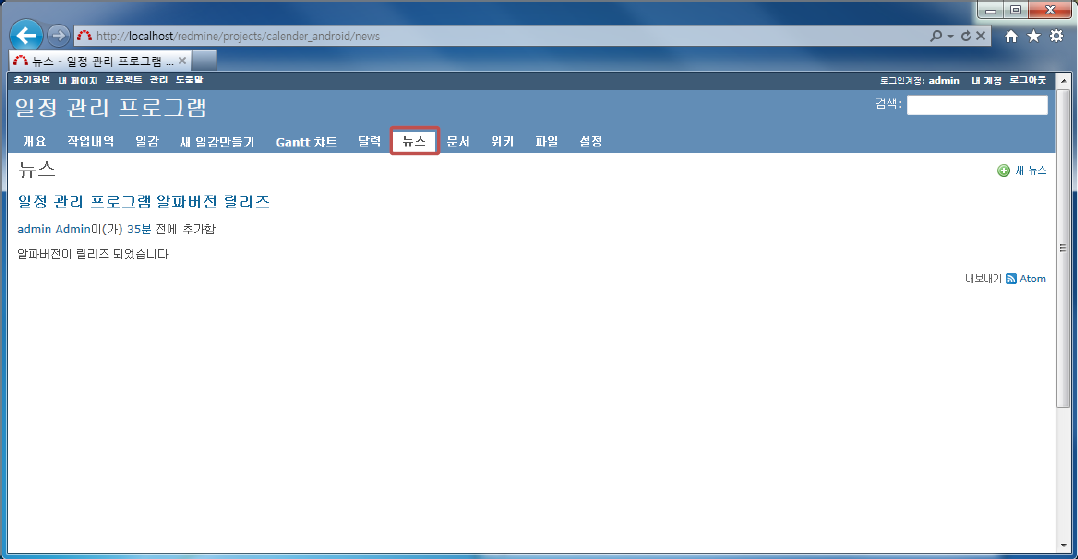 http://localhost/redmine/projects/calender_android/news
뉴스 - 일정 관리 프로그램 ...
초기화면 내 페이지 프로젝트 관리 도움말 로그인계정: admin 내 계정 로그아웃
일정 관리 프로그램 검색:
개요 작업내역 일감 새 일감만들기 Gantt 차트 달력 뉴스 문서 위키 파일 설정
뉴스 새 뉴스
일정 관리 프로그램 알파버전 릴리즈
admin Admin이(가) 35분 전에 추가함
알파버전이 릴리즈 되었습니다
내보내기 Atom